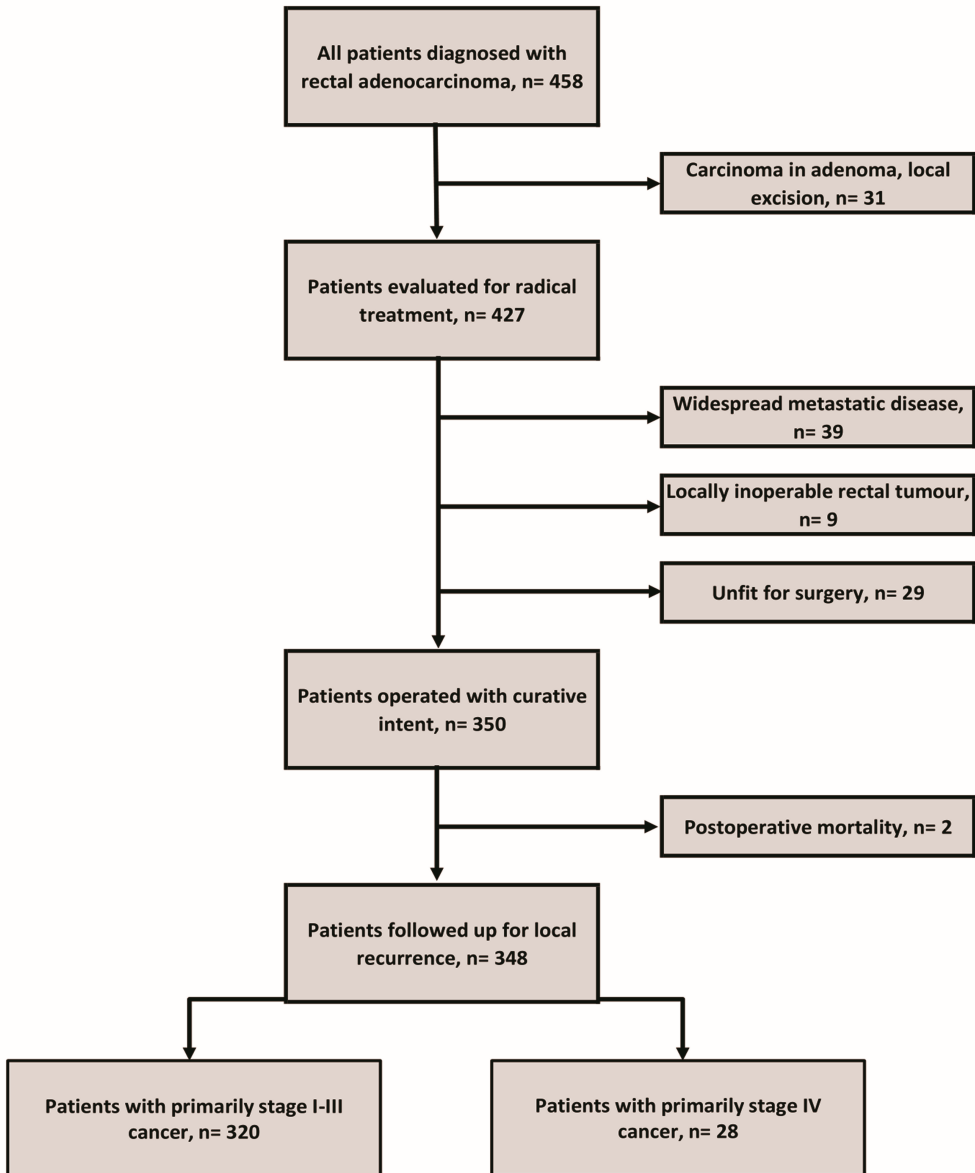 All patients diagnosed with
rectal adenocarcinoma, n= 458
Carcinoma in adenoma, local
excision, n= 31
Patients evaluated for radical
treatment, n= 427
Widespread metastatic disease,
n= 39
Locally inoperable rectal tumour,
n= 9
Unfit for surgery, n= 29
Patients operated with curative
intent, n= 350
Postoperative mortality, n= 2
Patients followed up for local
recurrence, n= 348
Patients with primarily stage I-III
cancer, n= 320
Patients with primarily stage IV
cancer, n= 28